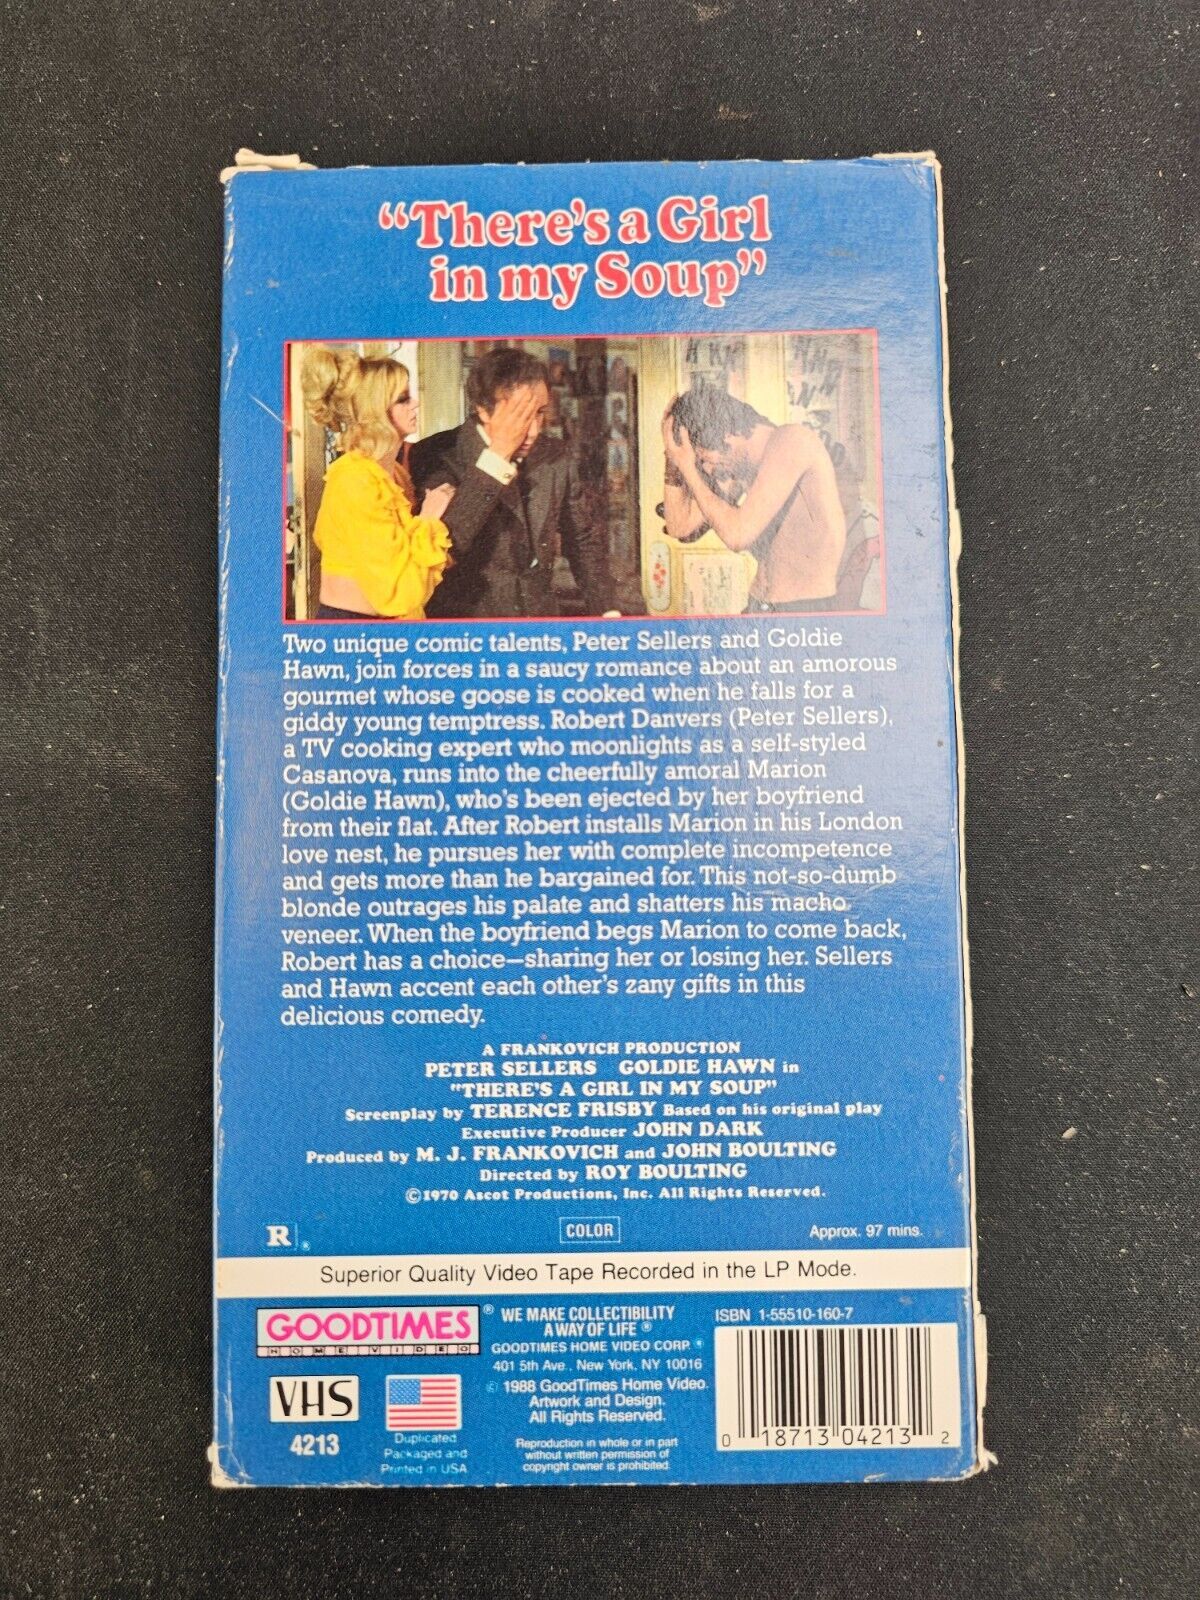 “There's a Girl
in my Soup”
Two unique comic talents, Peter Sellers and Goldie
Hawn, join forces in a saucy romance about an amorous
gourmet whose goose is cooked when he falls for a
giddy young temptress. Robert Danvers (Peter Sellers),
a TV cooking expert who moonlights as a self-styled
Casanova, runs into the cheerfully amoral Marion
(Goldie Hawn), who's been ejected by her boyfriend
from their flat. After Robert installs Marion in his London
love nest, he pursues her with complete incompetence
and gets more than he bargained for. This not-so-dumb
blonde outrages his palate and shatters his macho
veneer. When the boyfriend begs Marion to come back,
Robert has a choice—sharing her or losing her. Sellers
and Hawn accent each other's zany gifts in this
delicious comedy.
A FRANKOVICH PRODUCTION
PETER SELLERS GOLDIE HAWN in
"THERE'S A GIRL IN MY SOUP"
Screenplay by TERENCE FRISBY Based on his original play
Executive Producer JOHN DARK
Produced by M. J. FRANKOVICH and JOHN BOULTING
Directed by ROY BOULTING
©1970 Ascot Productions, Inc. All Rights Reserved.
R ® COLOR Approx. 97 mins.
Superior Quality Video Tape Recorded in the LP Mode.
GOODTIMES ®
HOME VIDEO
WE MAKE COLLECTIBILITY
A WAY OF LIFE ®
GOODTIMES HOME VIDEO CORP. ®
401 5th Ave., New York, NY 10016
© 1988 GoodTimes Home Video.
Artwork and Design.
All Rights Reserved.
Reproduction in whole or in part
without written permission of
copyright owner is prohibited.
VHS
4213
Duplicated
Packaged and
Printed in USA
ISBN 1-55510-160-7
0 18713 04213 2